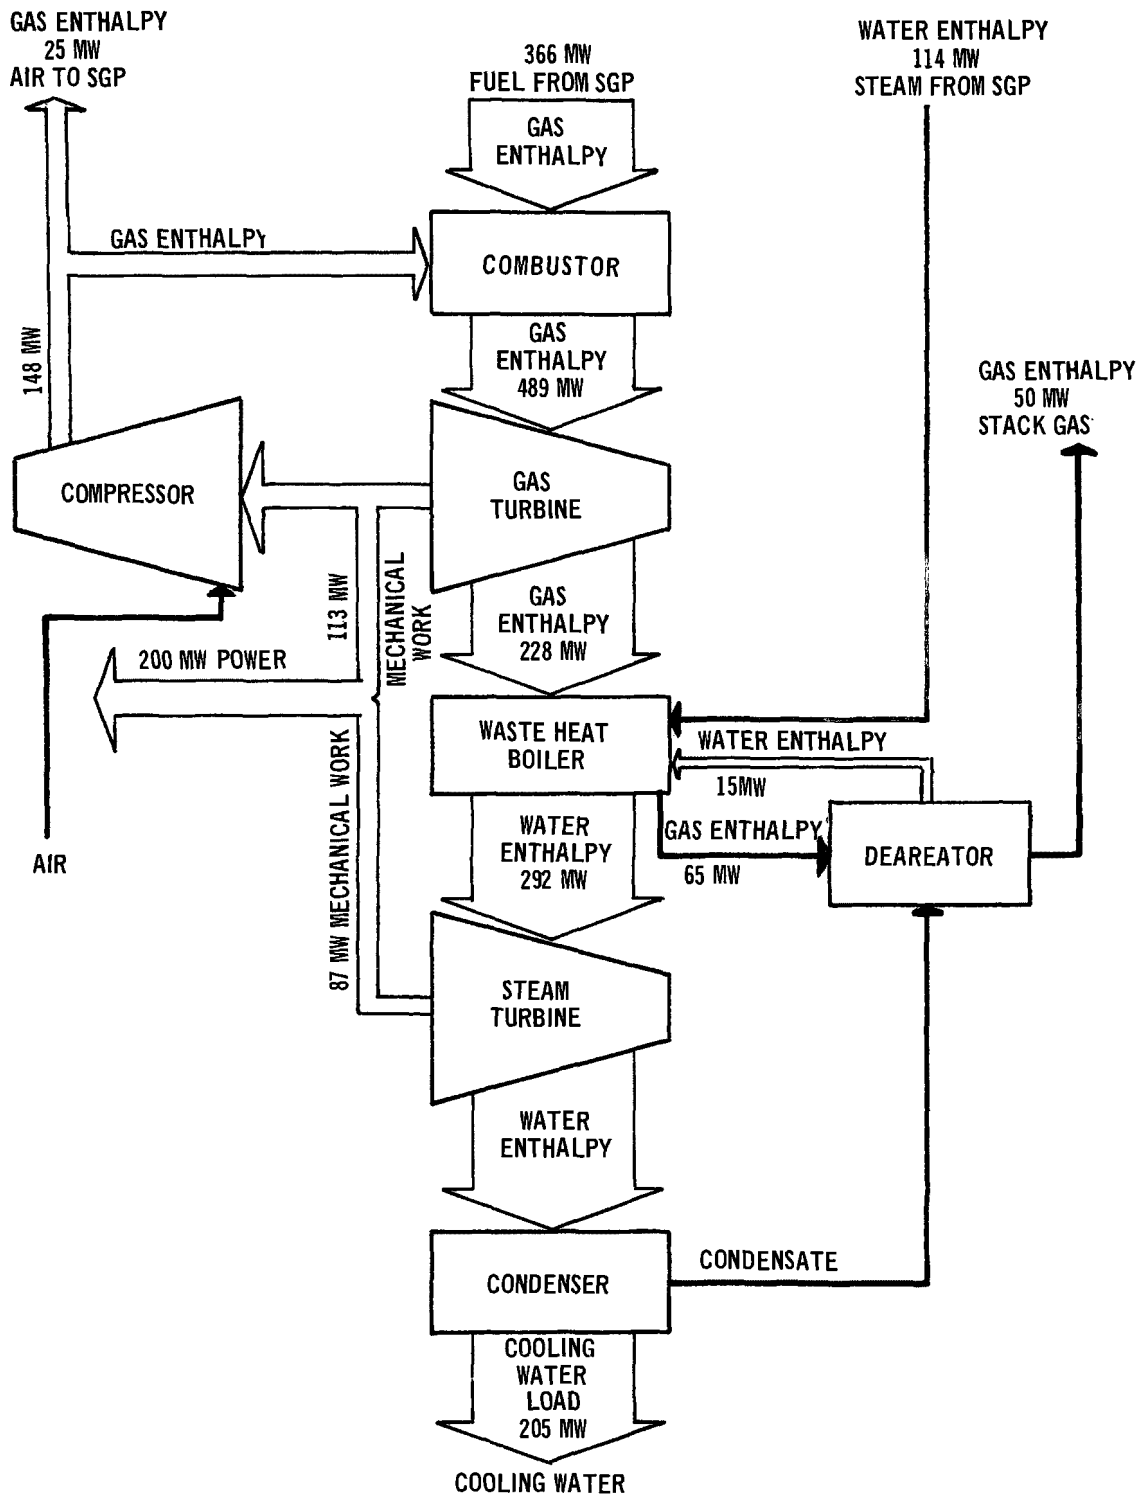 GAS ENTHALPY
25 MW
AIR TO SGP
366 MW
FUEL FROM SGP
WATER ENTHALPY
114 MW
STEAM FROM SGP
GAS
ENTHALPY
GAS ENTHALPY
COMBUSTOR
148 MW
GAS
ENTHALPY
489 MW
GAS ENTHALPY
50 MW
STACK GAS
COMPRESSOR
GAS
TURBINE
113 MW
MECHANICAL
WORK
GAS
ENTHALPY
228 MW
200 MW POWER
WASTE HEAT
BOILER
WATER ENTHALPY
15MW
87 MW MECHANICAL WORK
AIR
WATER
ENTHALPY
292 MW
GAS ENTHALPY
65 MW
DEAREATOR
STEAM
TURBINE
WATER
ENTHALPY
CONDENSER
CONDENSATE
COOLING
WATER
LOAD
205 MW
COOLING WATER